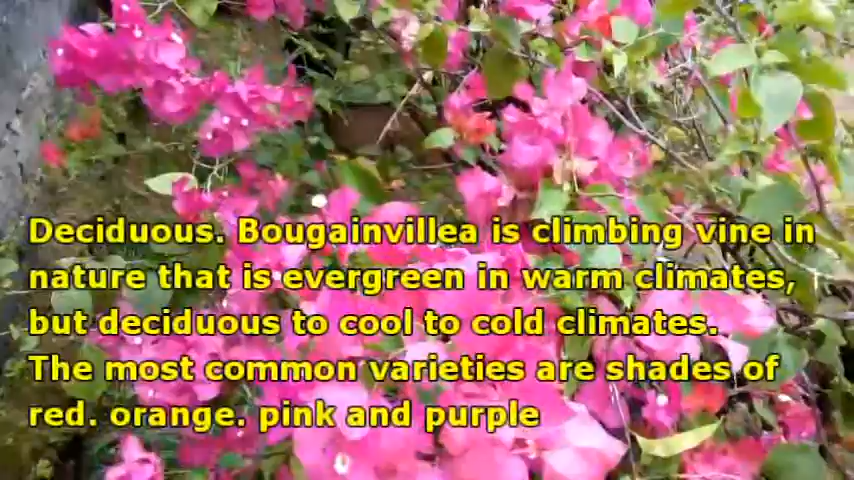 Deciduous. Bougainvillea is climbing vine in
nature that is evergreen in warm climates,
but deciduous to cool to cold climates.
The most common varieties are shades of
red. orange. pink and purple